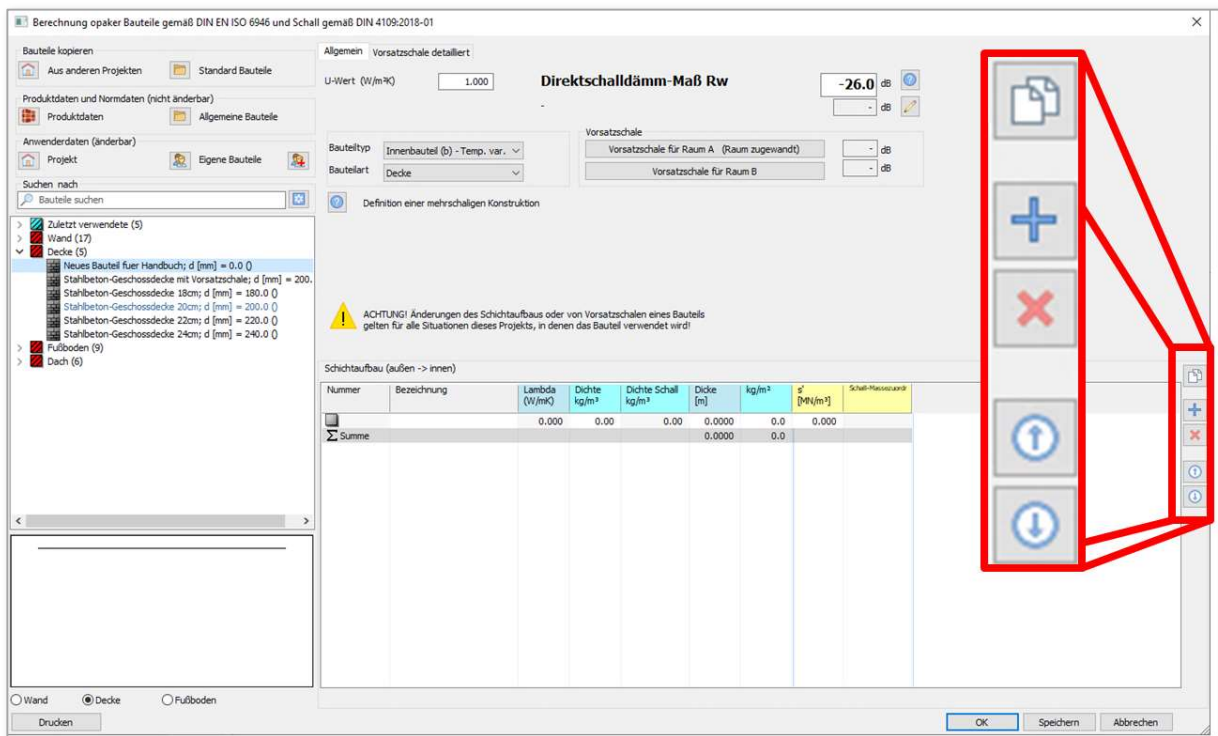 Berechnung opaker Bauteile gemäß DIN EN ISO 6946 und Schall gemäß DIN 4109:2018-01
Bauteile kopieren
Aus anderen Projekten
Standard Bauteile
Produktdaten und Normdaten (nicht änderbar)
Produktdaten
Allgemeine Bauteile
Anwenderdaten (änderbar)
Projekt
Eigene Bauteile
Suchen nach
Bauteile suchen
Zuletzt verwendete (5)
Wand (17)
Decke (5)
Neues Bauteil fuer Handbuch; d [mm] = 0.0 ()
Stahlbeton-Geschossdecke mit Vorsatzschale; d [mm] = 200.
Stahlbeton-Geschossdecke 18cm; d [mm] = 180.0 ()
Stahlbeton-Geschossdecke 20cm; d [mm] = 200.0 ()
Stahlbeton-Geschossdecke 22cm; d [mm] = 220.0 ()
Stahlbeton-Geschossdecke 24cm; d [mm] = 240.0 ()
Fußboden (9)
Dach (6)
Wand Decke Fußboden
Drucken
Allgemein Vorsatzschale detailliert
U-Wert (W/m²K) 1.000 Direktschalldämm-Maß Rw -26.0 dB
- - dB
Bauteiltyp Innenbauteil (b) - Temp. var.
Bauteilart Decke
Vorsatzschale
Vorsatzschale für Raum A (Raum zugewandt) - dB
Vorsatzschale für Raum B - dB
Definition einer mehrschaligen Konstruktion
ACHTUNG! Änderungen des Schichtaufbaus oder von Vorsatzschalen eines Bauteils
gelten für alle Situationen dieses Projekts, in denen das Bauteil verwendet wird!
Schichtaufbau (außen -> innen)
Nummer Bezeichnung Lambda Dichte Dichte Schall Dicke kg/m² s' Schall-Massezuordr
(W/mK) kg/m³ kg/m³ [m] [MN/m³]
0.000 0.00 0.00 0.0000 0.0 0.000
Σ Summe 0.0000 0.0
OK Speichern Abbrechen